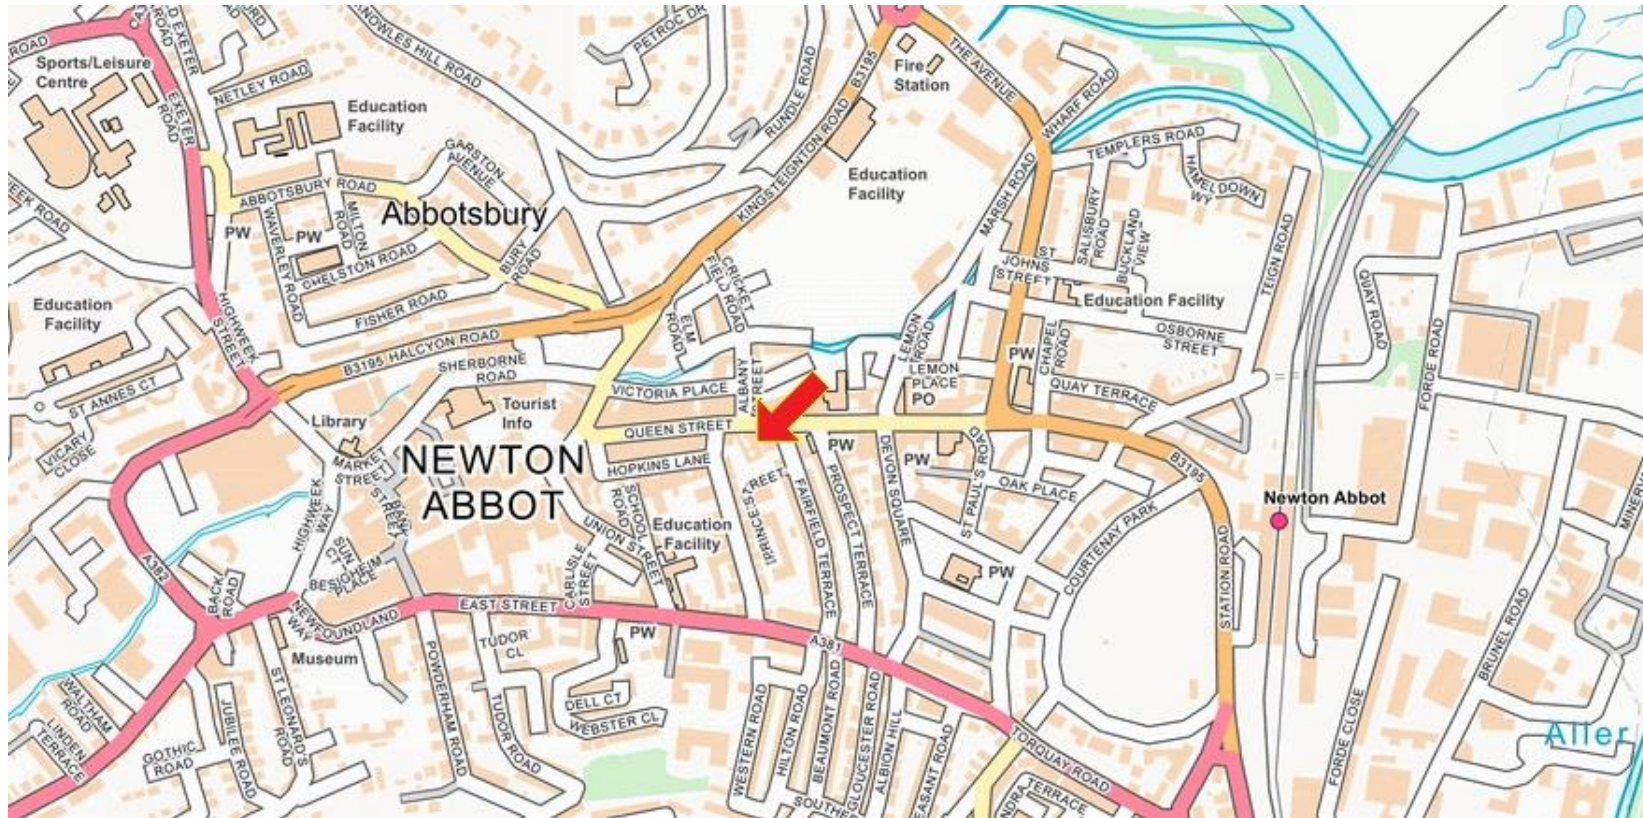 ROAD
EXETER
ROAD
EXETER
ROAD
Sports/Leisure
Centre
NETLEY ROAD
Education
Facility
KNOWLES HILL ROAD
PETROC DR
RUNDLE ROAD
KINGSTEIGNTON ROAD B3195
Fire
Station
THE AVENUE
WHARF ROAD
TEMPLERS ROAD
HAMELDOWN
WY
Education
Facility
MARSH ROAD
SALISBURY
ROAD
BUCKLAND
VIEW
ST
JOHNS
STREET
TEIGN ROAD
GARSTON
AVENUE
ABBOTSBURY ROAD
Abbotsbury
PW
PW
WAVERLEY ROAD
MILTON
ROAD
CHELSTON ROAD
BURY
ROAD
FISHER ROAD
Education
Facility
HIGHWEEK
STREET
B3195 HALCYON ROAD
SHERBORNE
ROAD
CRICKET
FIELD ROAD
ELM
ROAD
Education Facility
OSBORNE
STREET
CHAPEL
ROAD
PW
QUAY TERRACE
QUAY ROAD
FORDE ROAD
LEMON
ROAD
LEMON
PLACE
PO
ALBANY
STREET
VICTORIA PLACE
QUEEN STREET
HOPKINS LANE
ST ANNES CT
VICARY
CLOSE
Library
Tourist
Info
MARKET
STREET
BANK
STREET
NEWTON
ABBOT
HIGHWEEK
WAY
SUN
CT
BESIGHEIM
PLACE
SCHOOL
ROAD
UNION STREET
CARLISLE
STREET
Education
Facility
FAIRFIELD TERRACE
PROSPECT TERRACE
PW
PW
DEVON SQUARE
ST PAUL'S ROAD
OAK PLACE
COURTENAY PARK
PW
B3195
STATION ROAD
Newton Abbot
BRUNEL ROAD
FORDE CLOSE
Aller
A382
BACK
ROAD
NEWFOUNDLAND
WAY
EAST STREET
A381
PW
Museum
TUDOR
CL
TUDOR ROAD
POWDERHAM ROAD
DELL CT
WEBSTER CL
WALTHAM
ROAD
LINDEN
TERRACE
GOTHIC
ROAD
JUBILEE ROAD
ST LEONARD'S
ROAD
WESTERN ROAD
HILTON ROAD
BEAUMONT ROAD
GLOUCESTER ROAD
ALBION HILL
TORQUAY ROAD
TERRACE